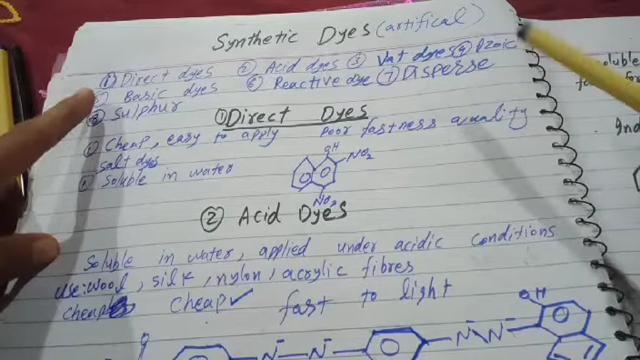 Synthetic Dyes (artifical)
① Direct dyes ② Acid dyes ③ Vat dyes ④ Azoic
Basic dyes ⑥ Reactive dye ⑦ Disperse
⑧ Sulphur
① Direct Dyes
① Cheap, easy to apply Poor fastness quality
salt dyes
Soluble in water
OH
NO2
NO2
② Acid Dyes
Soluble in water, applied under acidic conditions
use: wool, silk, nylon, acrylic fibres
cheap cheap✓ fast to light
OH
N N
N N